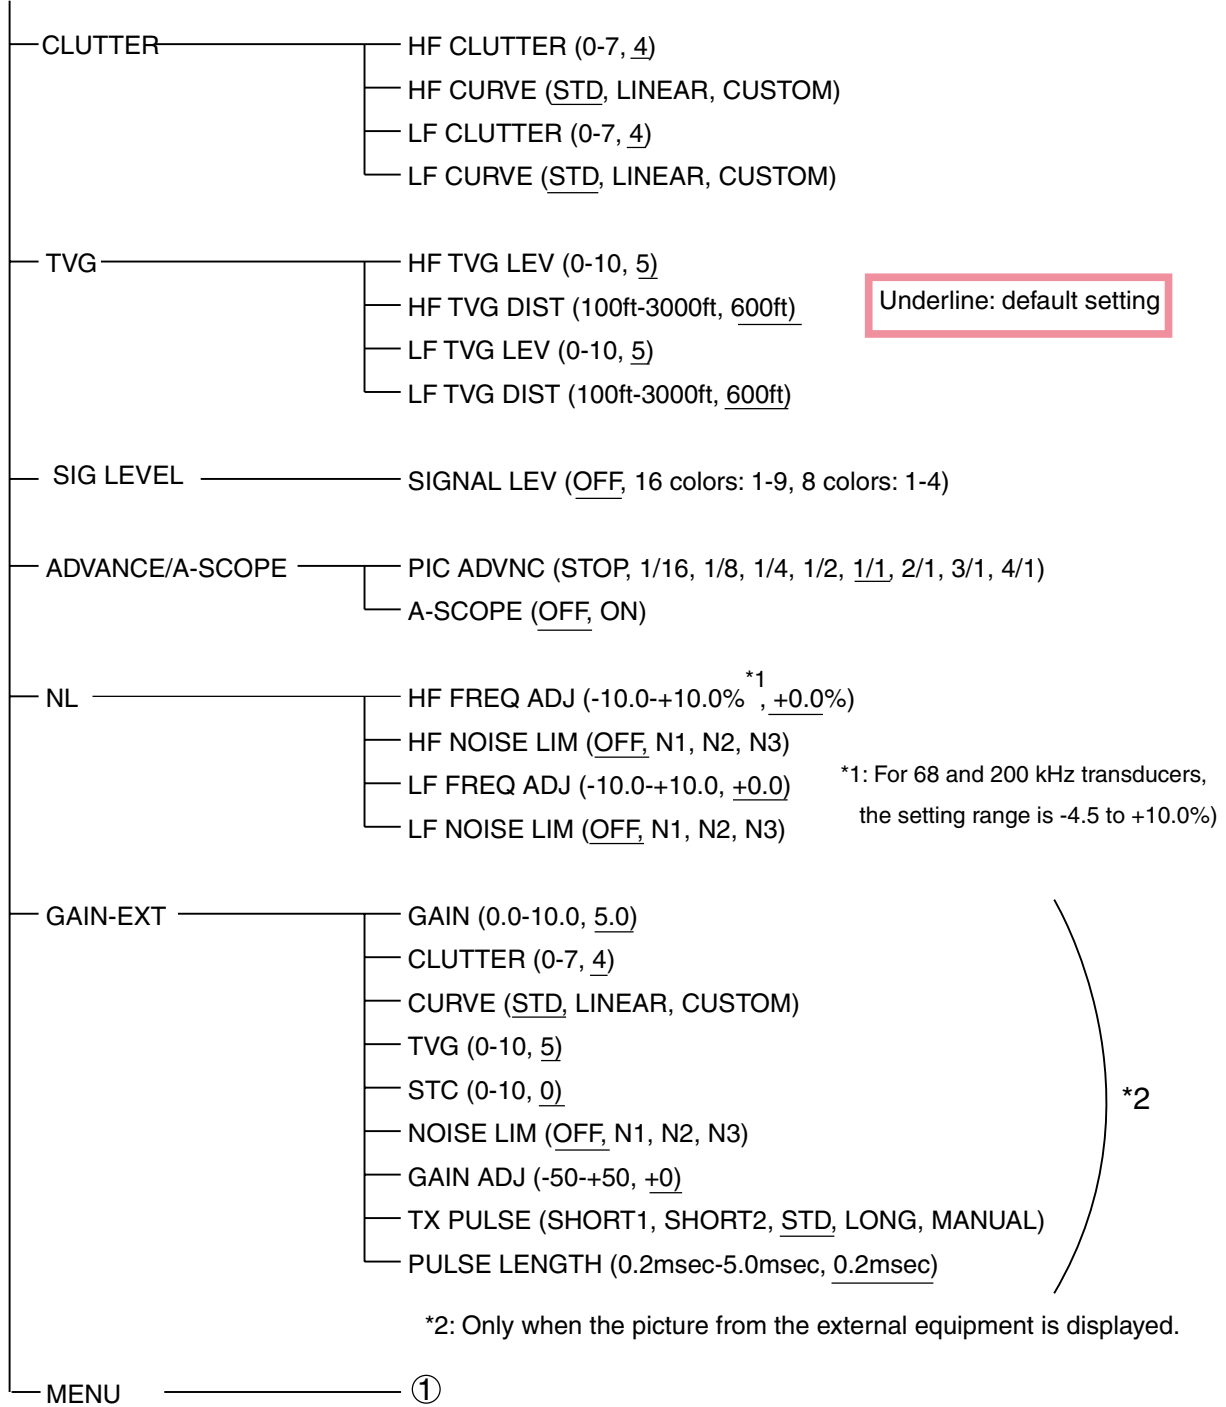 CLUTTER
HF CLUTTER (0-7, 4)
HF CURVE (STD, LINEAR, CUSTOM)
LF CLUTTER (0-7, 4)
LF CURVE (STD, LINEAR, CUSTOM)
TVG
HF TVG LEV (0-10, 5)
HF TVG DIST (100ft-3000ft, 600ft)
LF TVG LEV (0-10, 5)
LF TVG DIST (100ft-3000ft, 600ft)
Underline: default setting
SIG LEVEL
SIGNAL LEV (OFF, 16 colors: 1-9, 8 colors: 1-4)
ADVANCE/A-SCOPE
PIC ADVNC (STOP, 1/16, 1/8, 1/4, 1/2, 1/1, 2/1, 3/1, 4/1)
A-SCOPE (OFF, ON)
NL
HF FREQ ADJ (-10.0-+10.0%*1, +0.0%)
HF NOISE LIM (OFF, N1, N2, N3)
LF FREQ ADJ (-10.0-+10.0, +0.0)
LF NOISE LIM (OFF, N1, N2, N3)
*1: For 68 and 200 kHz transducers,
the setting range is -4.5 to +10.0%)
GAIN-EXT
GAIN (0.0-10.0, 5.0)
CLUTTER (0-7, 4)
CURVE (STD, LINEAR, CUSTOM)
TVG (0-10, 5)
STC (0-10, 0)
NOISE LIM (OFF, N1, N2, N3)
GAIN ADJ (-50-+50, +0)
TX PULSE (SHORT1, SHORT2, STD, LONG, MANUAL)
PULSE LENGTH (0.2msec-5.0msec, 0.2msec)
*2
*2: Only when the picture from the external equipment is displayed.
MENU
①